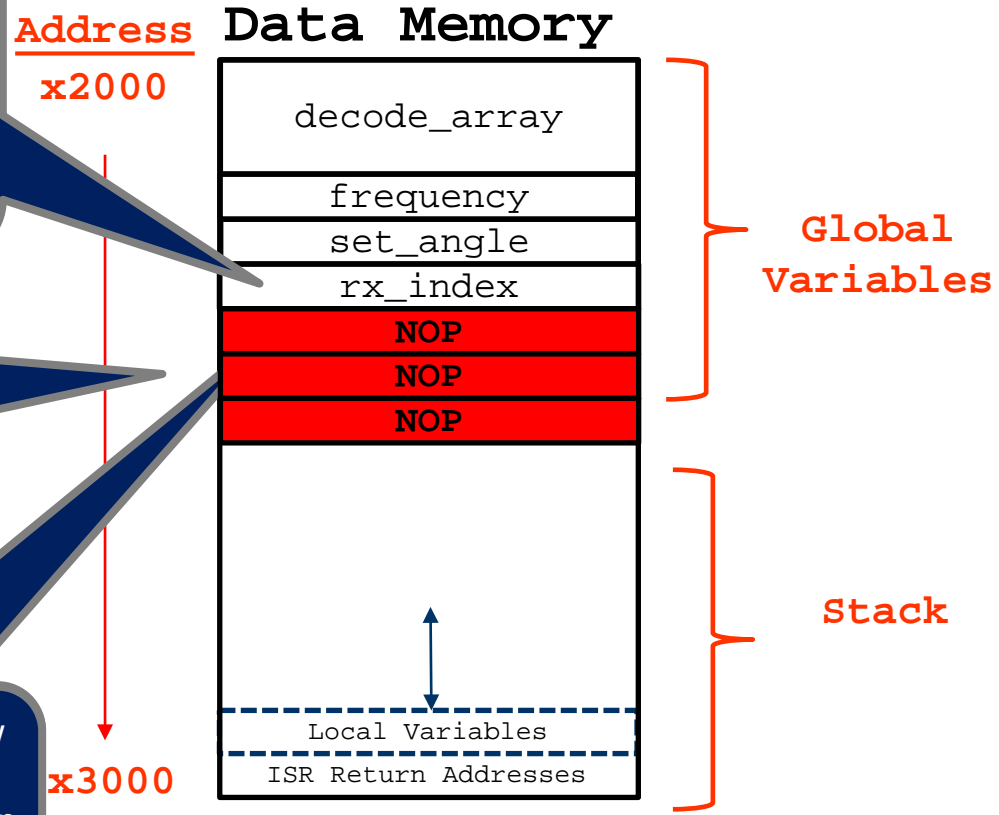 Address
Data Memory
x2000
decode_array
frequency
set_angle
rx_index
NOP
NOP
NOP
Global
Variables
Stack
Local Variables
ISR Return Addresses
x3000